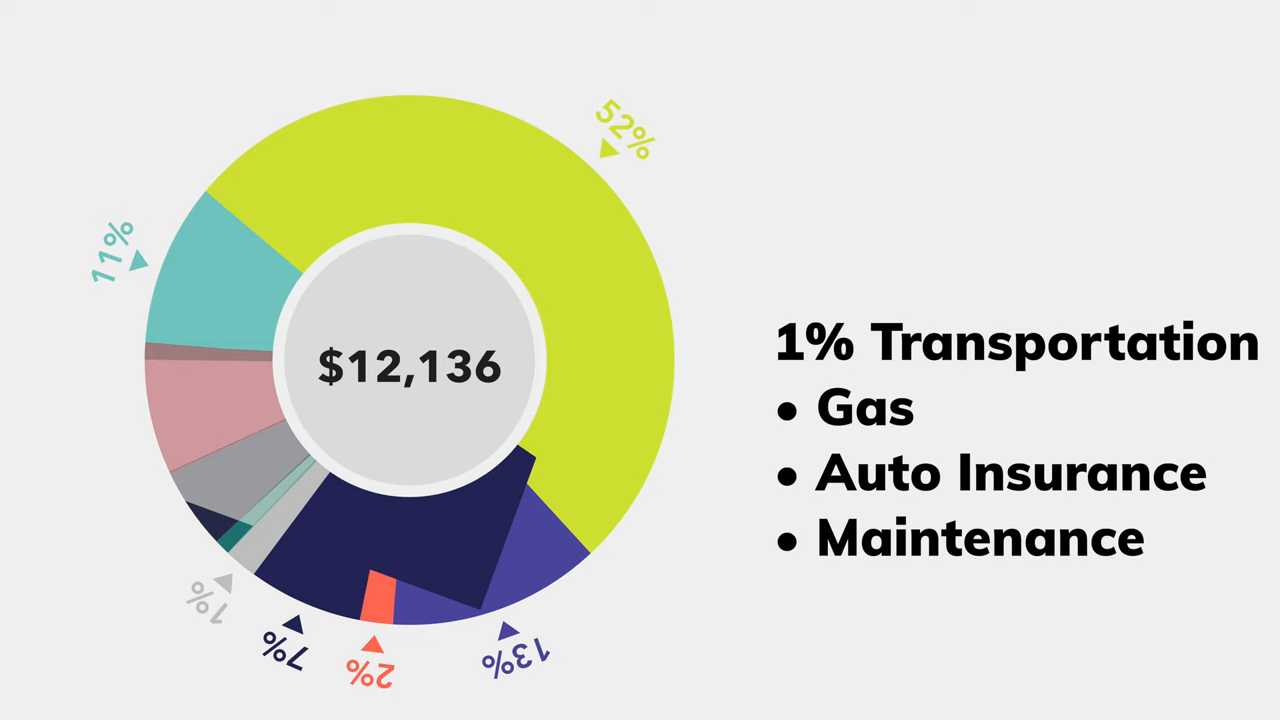 52%
11%
$12,136
1%
7%
2%
13%
1% Transportation
• Gas
• Auto Insurance
• Maintenance